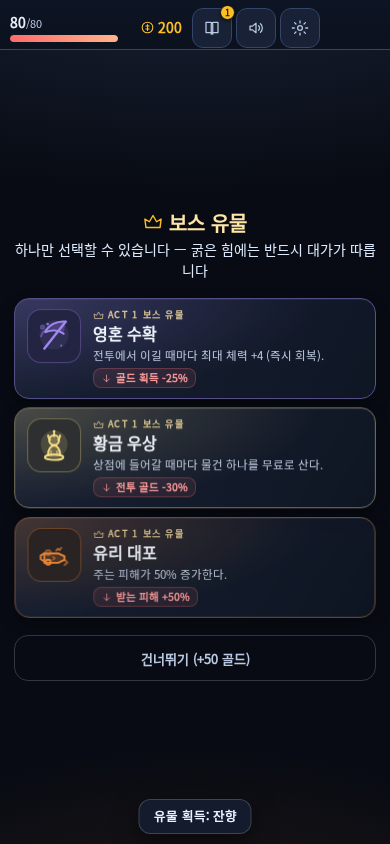 80/80
200
1
보스 유물
하나만 선택할 수 있습니다 — 굵은 힘에는 반드시 대가가 따릅
니다
ACT 1 보스 유물
영혼 수확
전투에서 이길 때마다 최대 체력 +4 (즉시 회복).
↓ 골드 획득 -25%
ACT 1 보스 유물
황금 우상
상점에 들어갈 때마다 물건 하나를 무료로 산다.
↓ 전투 골드 -30%
ACT 1 보스 유물
유리 대포
주는 피해가 50% 증가한다.
↓ 받는 피해 +50%
건너뛰기 (+50 골드)
유물 획득: 잔향